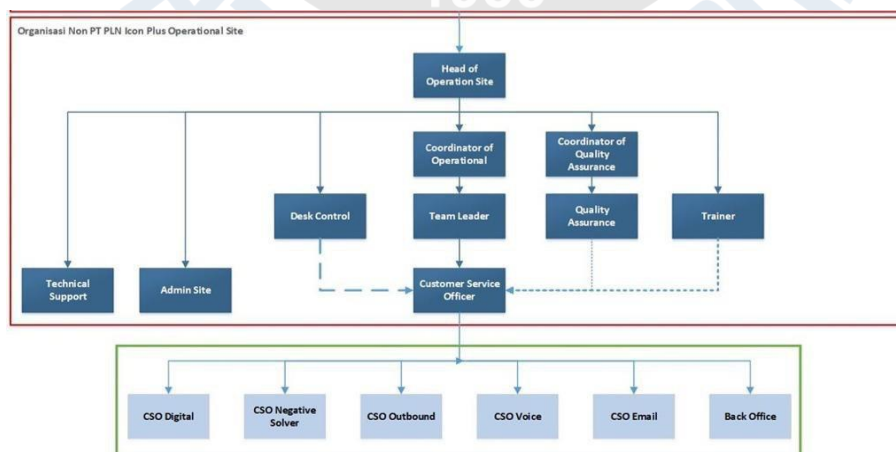 Organisasi Non PT PLN Icon Plus Operational Site
Head of
Operation Site
Coordinator of
Operational
Coordinator of
Quality
Assurance
Desk Control
Team Leader
Quality
Assurance
Trainer
Technical
Support
Admin Site
Customer Service
Officer
CSO Digital
CSO Negative
Solver
CSO Outbound
CSO Voice
CSO Email
Back Office